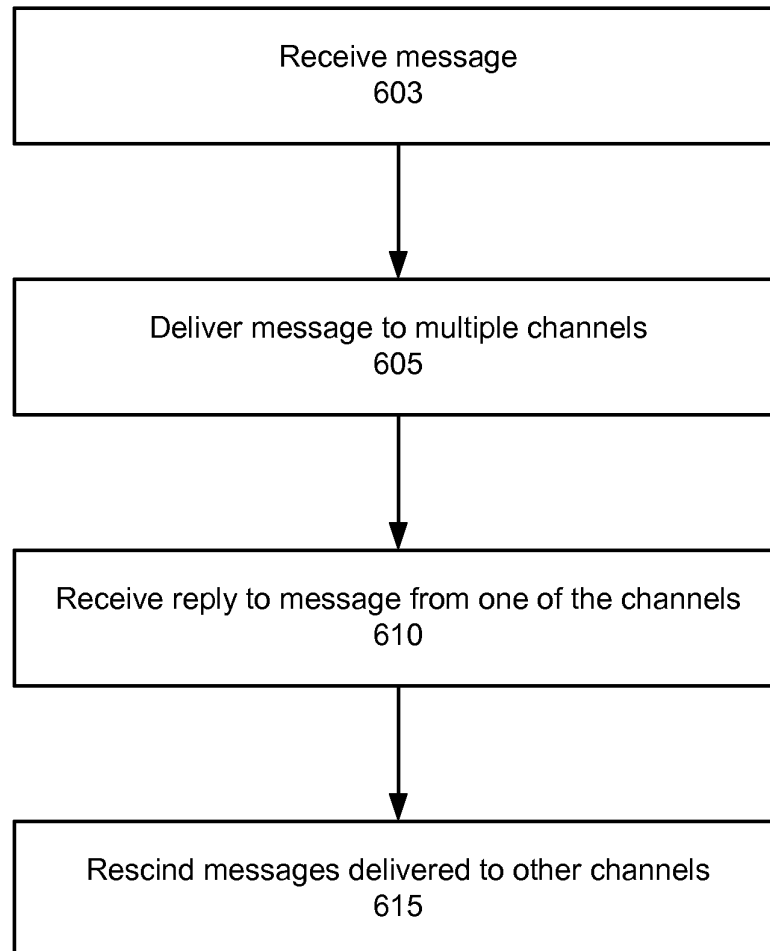 Receive message
603
Deliver message to multiple channels
605
Receive reply to message from one of the channels
610
Rescind messages delivered to other channels
615